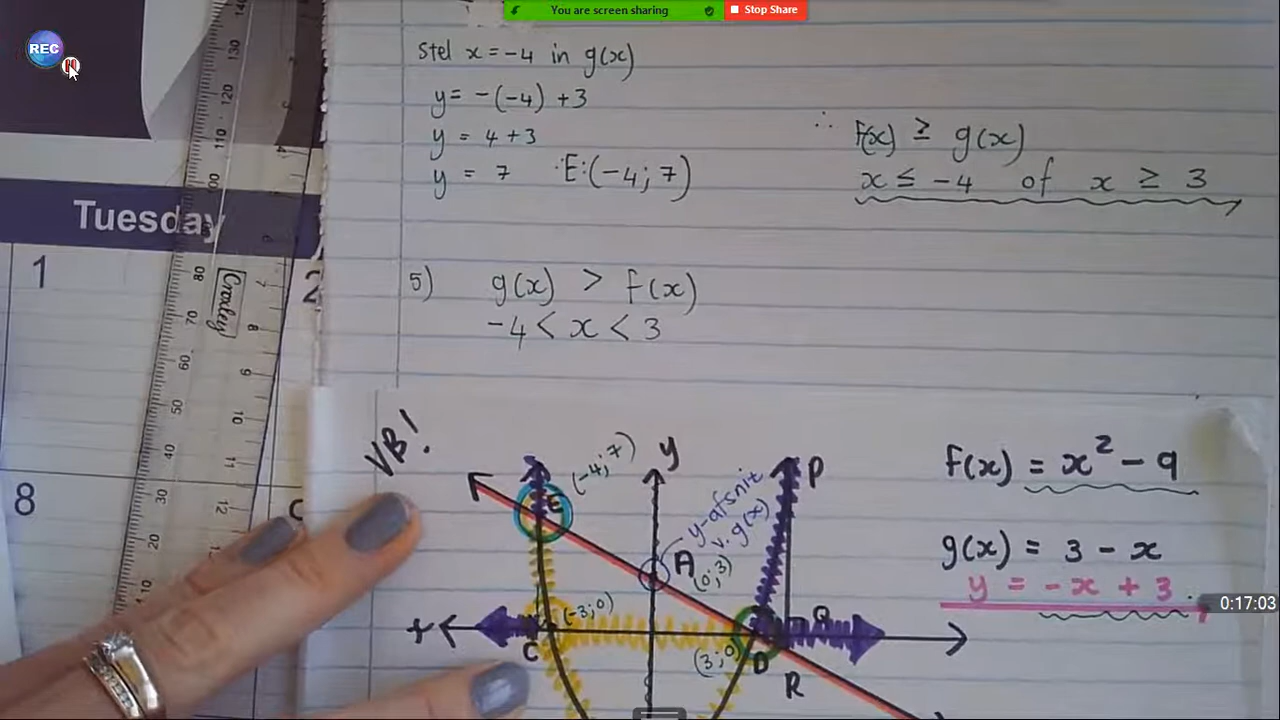 You are screen sharing
Stop Share
REC
Stel x = -4 in g(x)
y = -(-4) + 3
y = 4 + 3
y = 7 ∴E:(-4; 7)
∴ f(x) ≥ g(x)
x ≤ -4 of x ≥ 3
Tuesday
1
2
8
Croxley
5) g(x) > f(x)
-4 < x < 3
VB!
(-4; 7)
y
P
E
y-afsnit
v. g(x)
A
(0; 3)
(-3; 0)
C
(3; 0)
D
Q
R
f(x) = x² - 9
g(x) = 3 - x
y = -x + 3
0:17:03